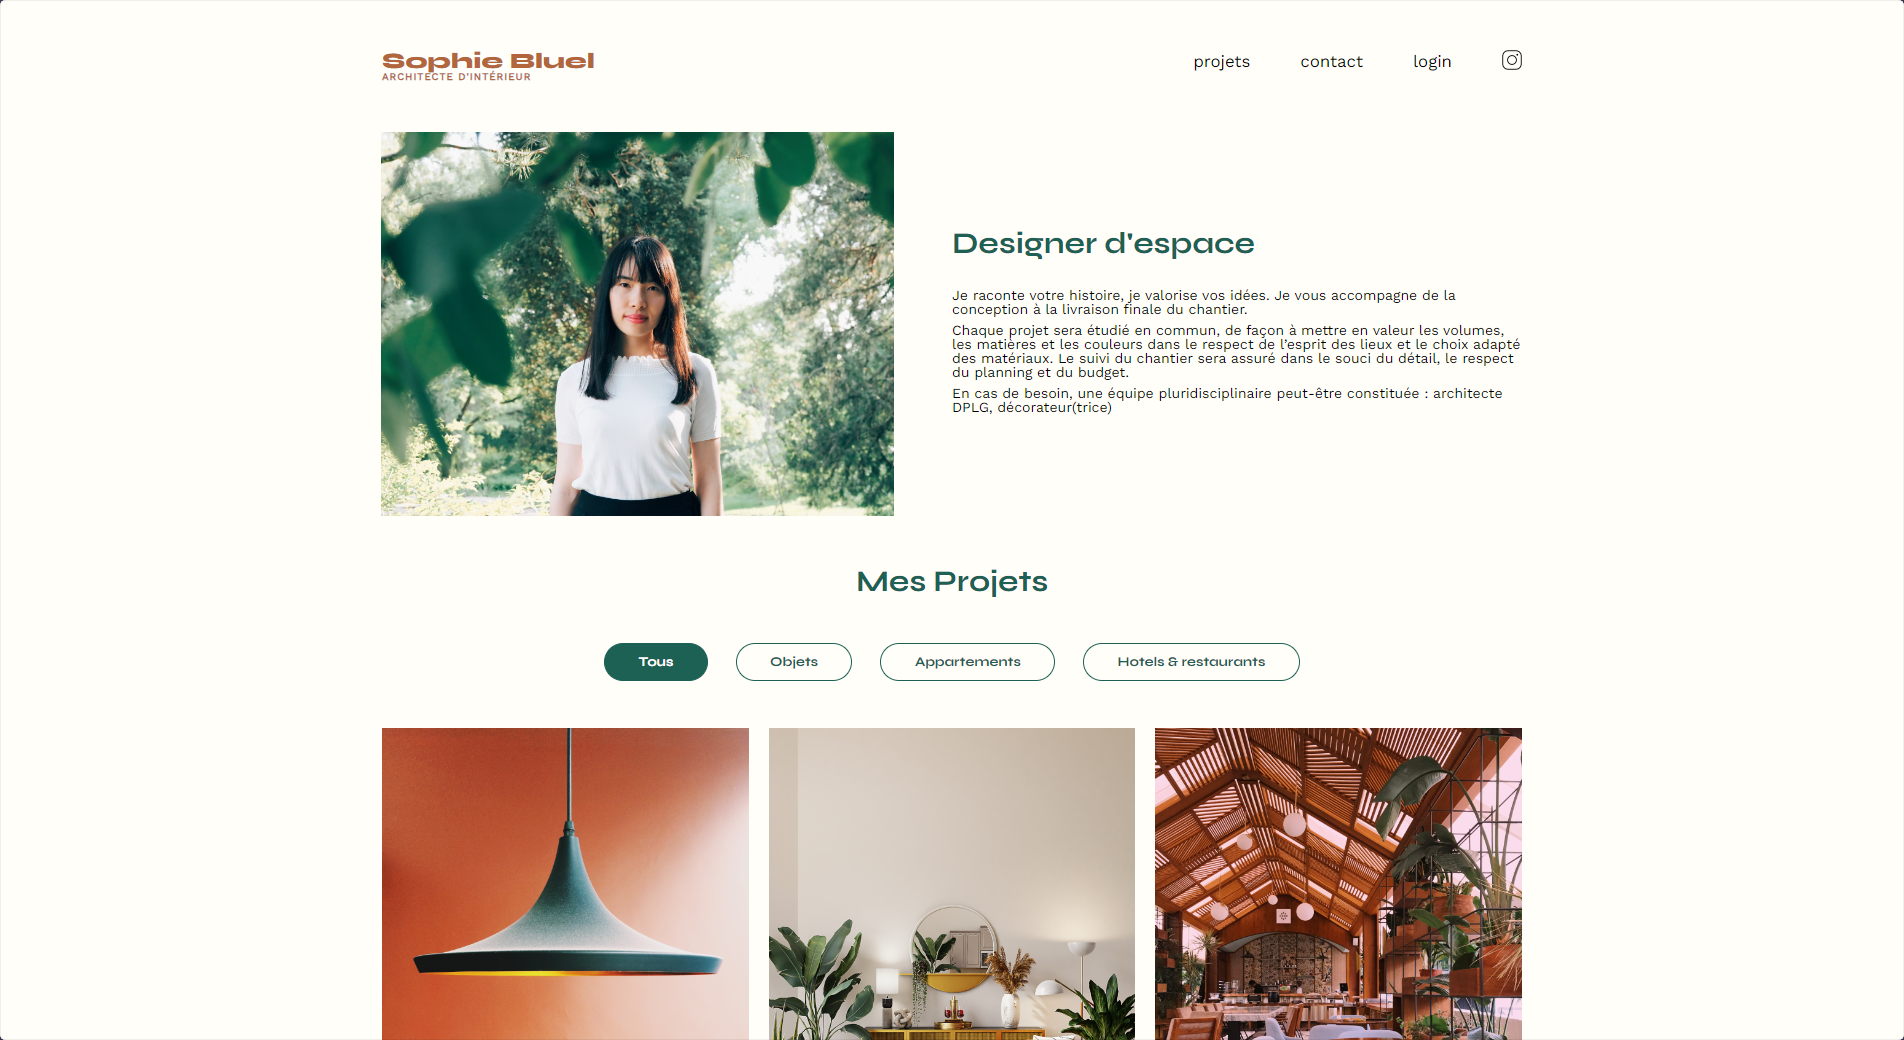 Sophie Bluel
ARCHITECTE D'INTÉRIEUR
projets contact login
Designer d'espace
Je raconte votre histoire, je valorise vos idées. Je vous accompagne de la
conception à la livraison finale du chantier.
Chaque projet sera étudié en commun, de façon à mettre en valeur les volumes,
les matières et les couleurs dans le respect de l’esprit des lieux et le choix adapté
des matériaux. Le suivi du chantier sera assuré dans le souci du détail, le respect
du planning et du budget.
En cas de besoin, une équipe pluridisciplinaire peut-être constituée : architecte
DPLG, décorateur(trice)
Mes Projets
Tous Objets Appartements Hotels & restaurants